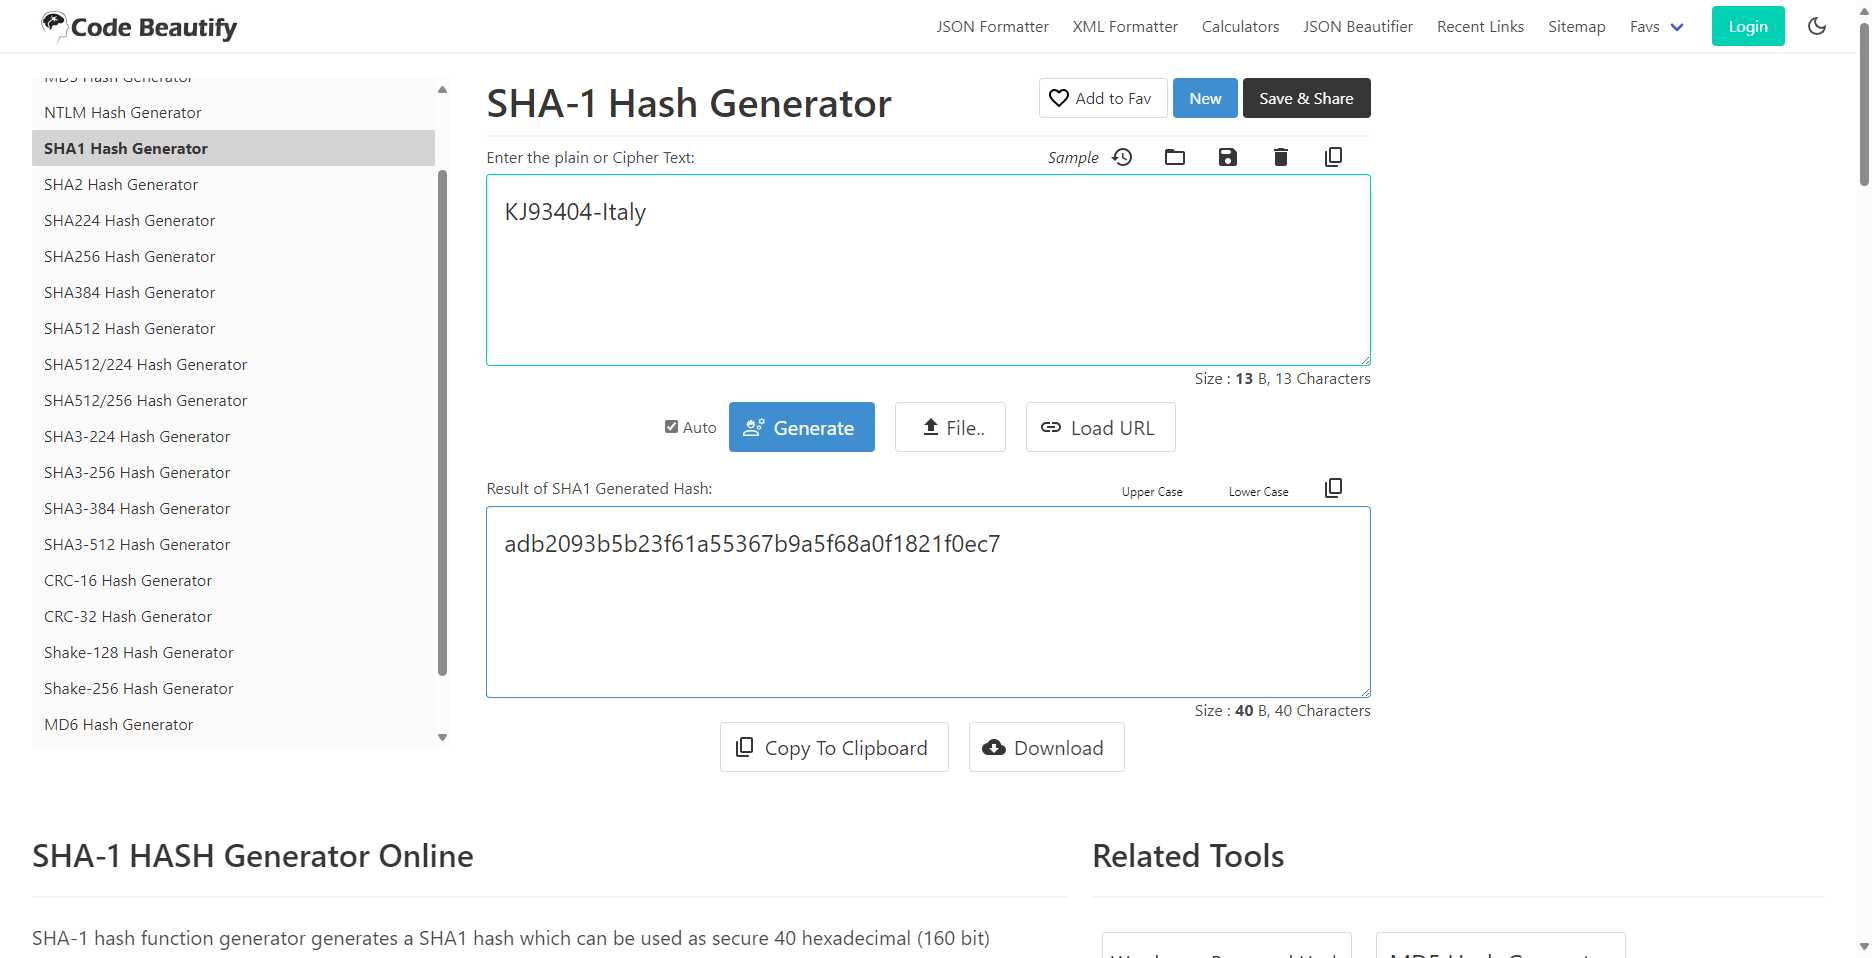 Code Beautify
JSON Formatter
XML Formatter
Calculators
JSON Beautifier
Recent Links
Sitemap
Favs
Login
MD5 Hash Generator
NTLM Hash Generator
SHA1 Hash Generator
SHA2 Hash Generator
SHA224 Hash Generator
SHA256 Hash Generator
SHA384 Hash Generator
SHA512 Hash Generator
SHA512/224 Hash Generator
SHA512/256 Hash Generator
SHA3-224 Hash Generator
SHA3-256 Hash Generator
SHA3-384 Hash Generator
SHA3-512 Hash Generator
CRC-16 Hash Generator
CRC-32 Hash Generator
Shake-128 Hash Generator
Shake-256 Hash Generator
MD6 Hash Generator
SHA-1 Hash Generator
Add to Fav
New
Save & Share
Enter the plain or Cipher Text:
Sample
KJ93404-Italy
Size : 13 B, 13 Characters
Auto
Generate
File..
Load URL
Result of SHA1 Generated Hash:
Upper Case
Lower Case
adb2093b5b23f61a55367b9a5f68a0f1821f0ec7
Size : 40 B, 40 Characters
Copy To Clipboard
Download
SHA-1 HASH Generator Online
SHA-1 hash function generator generates a SHA1 hash which can be used as secure 40 hexadecimal (160 bit)
Related Tools
MD5 Hash Generator